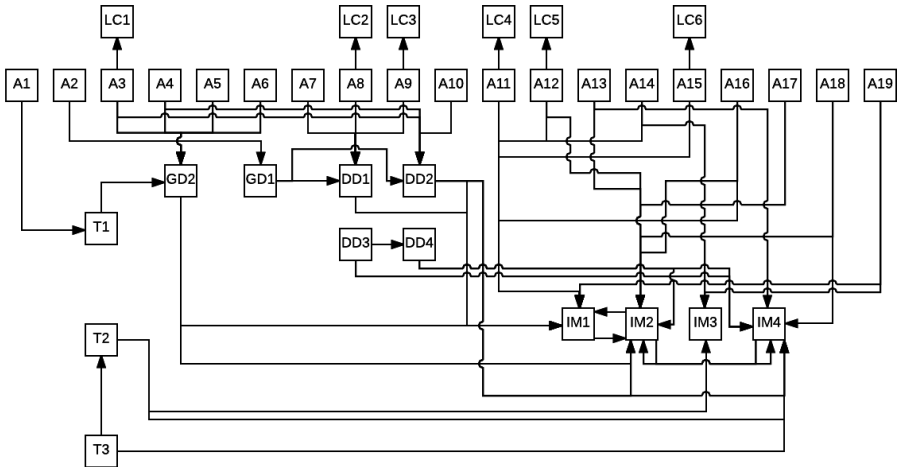 LC1 LC2 LC3 LC4 LC5 LC6
A1 A2 A3 A4 A5 A6 A7 A8 A9 A10 A11 A12 A13 A14 A15 A16 A17 A18 A19
GD2 GD1 DD1 DD2
T1
DD3 DD4
IM1 IM2 IM3 IM4
T2
T3